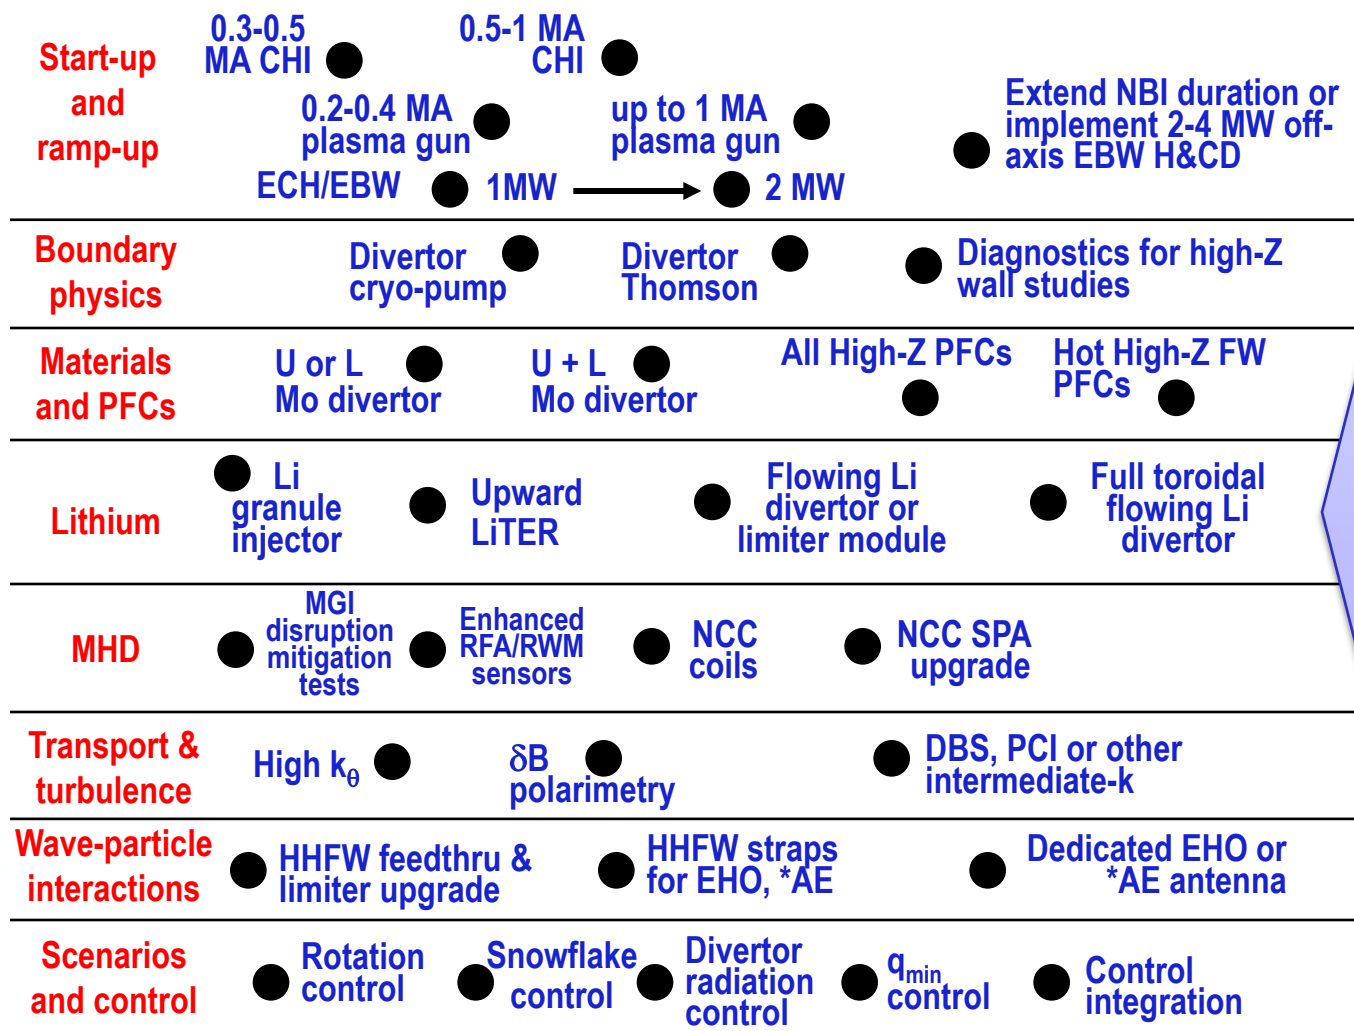 Start-up
and
ramp-up
0.3-0.5
MA CHI
0.5-1 MA
CHI
0.2-0.4 MA
plasma gun
up to 1 MA
plasma gun
ECH/EBW
1MW
2 MW
Extend NBI duration or
implement 2-4 MW off-
axis EBW H&CD
Boundary
physics
Divertor
cryo-pump
Divertor
Thomson
Diagnostics for high-Z
wall studies
Materials
and PFCs
U or L
Mo divertor
U + L
Mo divertor
All High-Z PFCs
Hot High-Z FW
PFCs
Lithium
Li
granule
injector
Upward
LiTER
Flowing Li
divertor or
limiter module
Full toroidal
flowing Li
divertor
MHD
MGI
disruption
mitigation
tests
Enhanced
RFA/RWM
sensors
NCC
coils
NCC SPA
upgrade
Transport &
turbulence
High kθ
δB
polarimetry
DBS, PCI or other
intermediate-k
Wave-particle
interactions
HHFW feedthru &
limiter upgrade
HHFW straps
for EHO, *AE
Dedicated EHO or
*AE antenna
Scenarios
and control
Rotation
control
Snowflake
control
Divertor
radiation
control
qmin
control
Control
integration